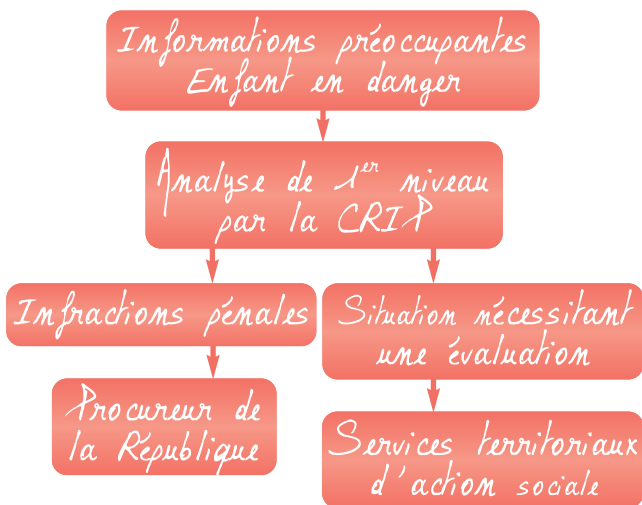 Informations préoccupantes
Enfant en danger
Analyse de 1er niveau
par la CRIP
Infractions pénales
Situation nécessitant
une évaluation
Procureur de
la République
Services territoriaux
d'action sociale